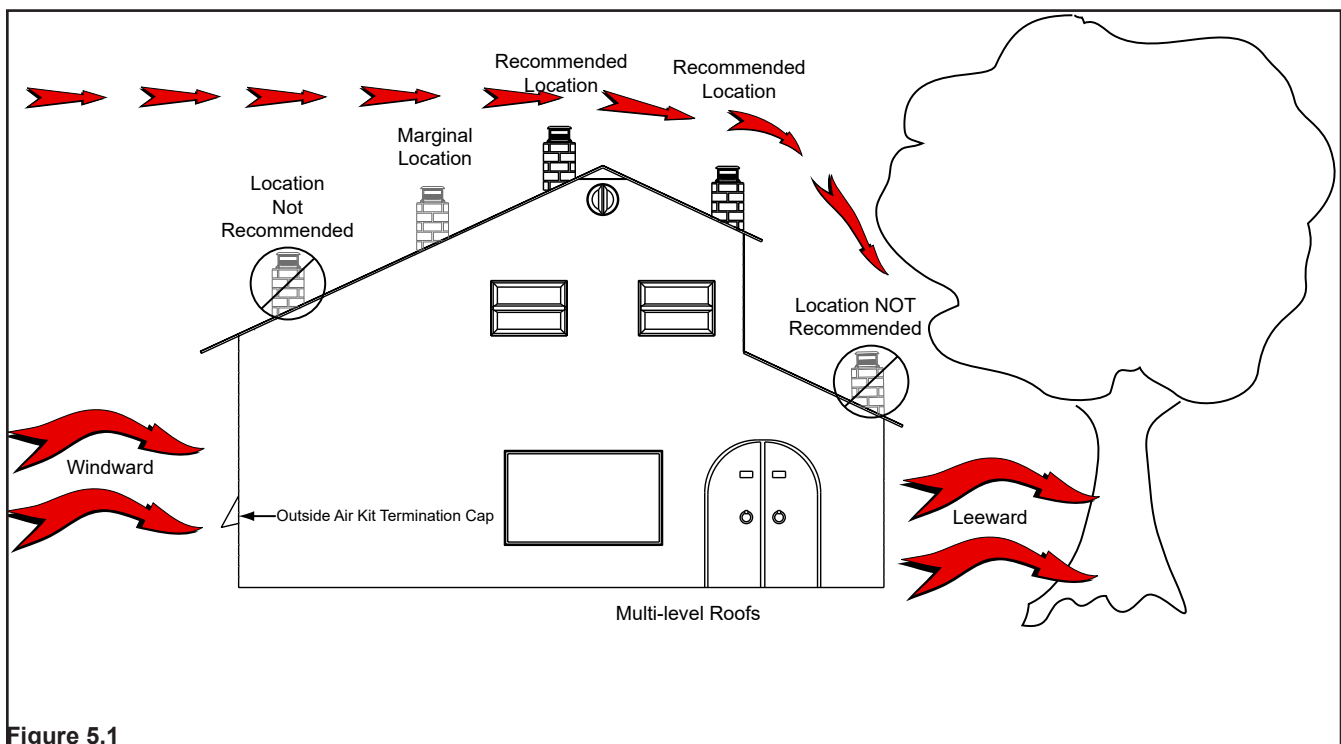 Recommended
Location
Recommended
Location
Marginal
Location
Location
Not
Recommended
Location NOT
Recommended
Windward
Outside Air Kit Termination Cap
Leeward
Multi-level Roofs
Figure 5.1